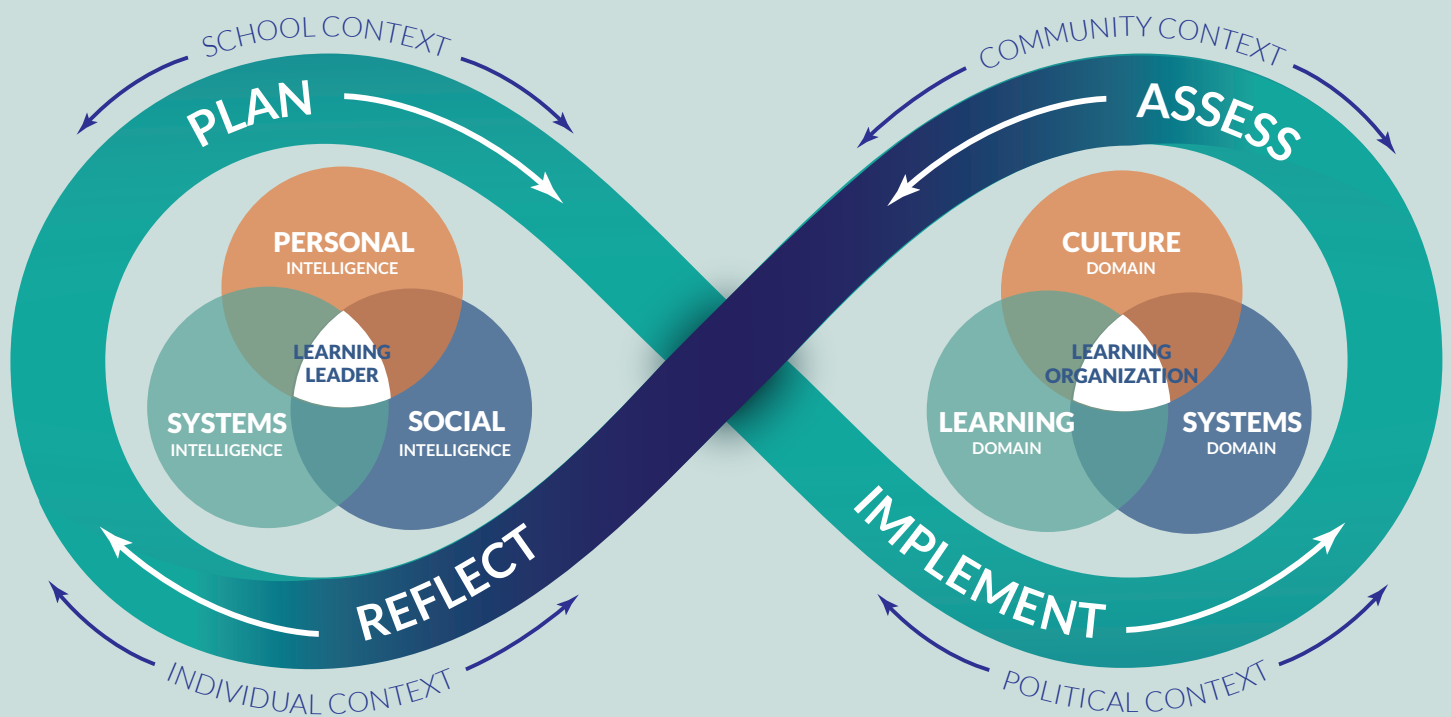 SCHOOL CONTEXT
PLAN
PERSONAL
INTELLIGENCE
LEARNING
LEADER
SYSTEMS
INTELLIGENCE
SOCIAL
INTELLIGENCE
REFLECT
INDIVIDUAL CONTEXT
COMMUNITY CONTEXT
ASSESS
CULTURE
DOMAIN
LEARNING
ORGANIZATION
LEARNING
DOMAIN
SYSTEMS
DOMAIN
IMPLEMENT
POLITICAL CONTEXT